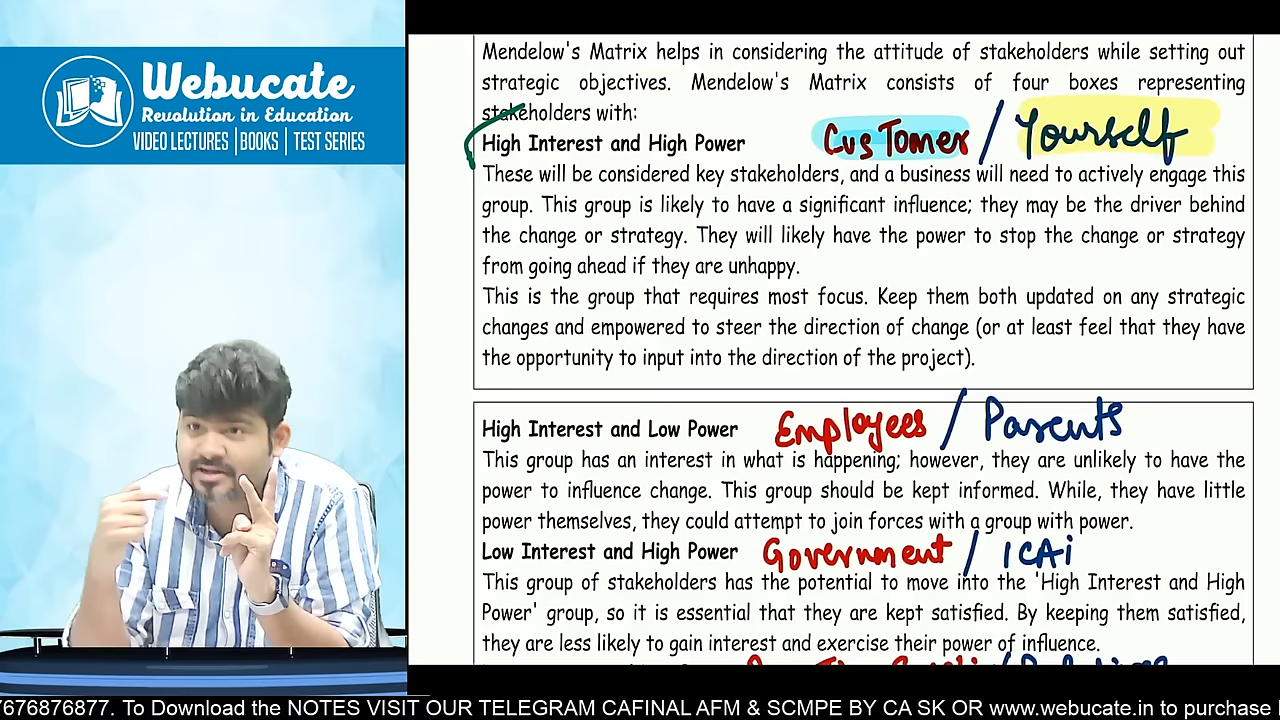 Webucate
Revolution in Education
VIDEO LECTURES | BOOKS | TEST SERIES
Mendelow's Matrix helps in considering the attitude of stakeholders while setting out
strategic objectives. Mendelow's Matrix consists of four boxes representing
stakeholders with:
High Interest and High Power CusTomer / Yourself
These will be considered key stakeholders, and a business will need to actively engage this
group. This group is likely to have a significant influence; they may be the driver behind
the change or strategy. They will likely have the power to stop the change or strategy
from going ahead if they are unhappy.
This is the group that requires most focus. Keep them both updated on any strategic
changes and empowered to steer the direction of change (or at least feel that they have
the opportunity to input into the direction of the project).
High Interest and Low Power Employees / Parents
This group has an interest in what is happening; however, they are unlikely to have the
power to influence change. This group should be kept informed. While, they have little
power themselves, they could attempt to join forces with a group with power.
Low Interest and High Power Government / ICAi
This group of stakeholders has the potential to move into the 'High Interest and High
Power' group, so it is essential that they are kept satisfied. By keeping them satisfied,
they are less likely to gain interest and exercise their power of influence.
7676876877. To Download the NOTES VISIT OUR TELEGRAM CAFINAL AFM & SCMPE BY CA SK OR www.webucate.in to purchase